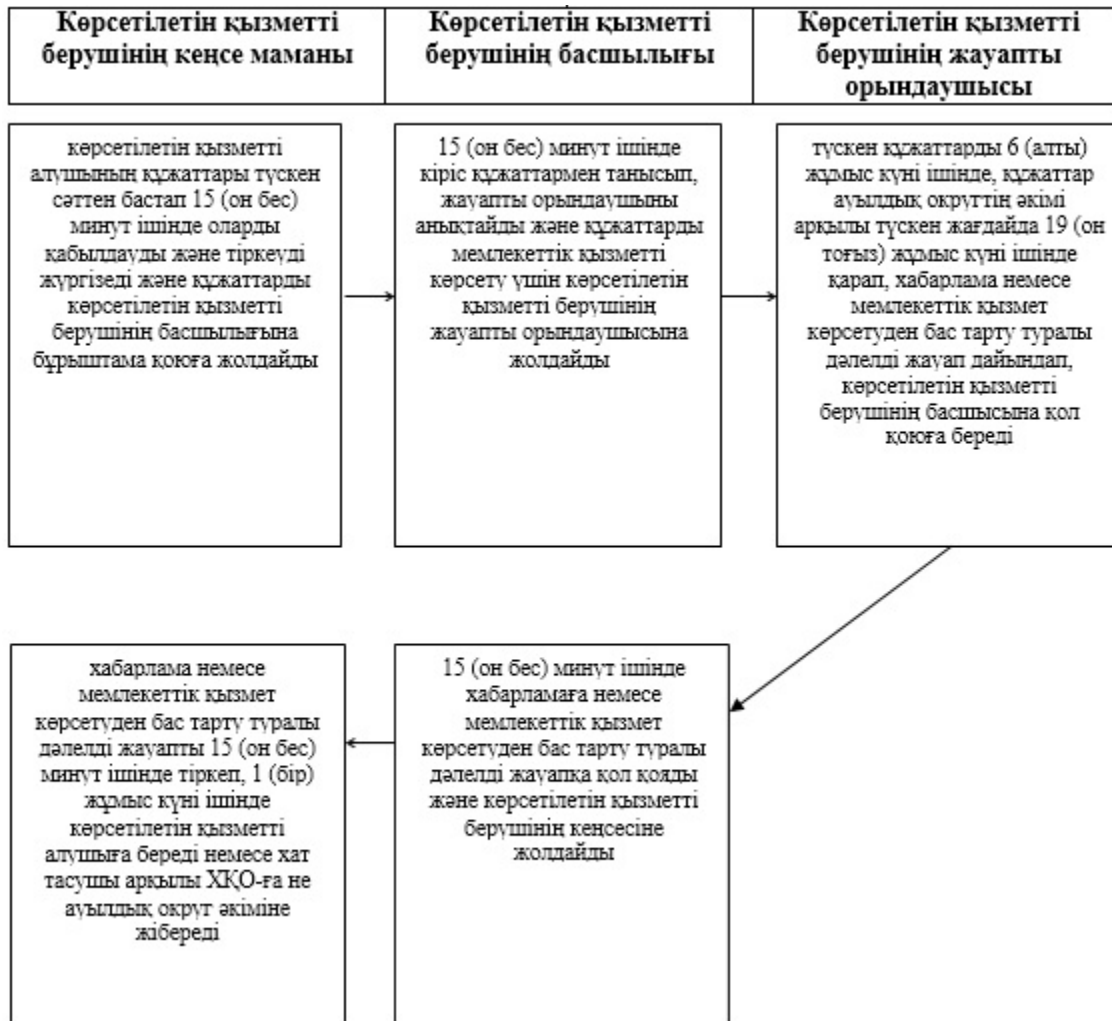 Көрсетілетін қызметті
берушінің кеңсе маманы
Көрсетілетін қызметті
берушінің басшылығы
Көрсетілетін қызметті
берушінің жауапты
орындаушысы
көрсетілетін қызметті
алушының құжаттары түскен
сәттен бастап 15 (он бес)
минут ішінде оларды
қабылдауды және тіркеуді
жүргізеді және құжаттарды
көрсетілетін қызметті
берушінің басшылығына
бұрыштама қоюға жолдайды
15 (он бес) минут ішінде
кіріс құжаттармен танысып,
жауапты орындаушыны
анықтайды және құжаттарды
мемлекеттік қызметті
көрсету үшін көрсетілетін
қызметті берушінің
жауапты орындаушысына
жолдайды
түскен құжаттарды 6 (алты)
жұмыс күні ішінде, құжаттар
ауылдық округтің әкімі
арқылы түскен жағдайда 19 (он
тоғыз) жұмыс күні ішінде
қарап, хабарлама немесе
мемлекеттік қызмет
көрсетуден бас тарту туралы
дәлелді жауап дайындап,
көрсетілетін қызметті
берушінің басшысына қол
қоюға береді
хабарлама немесе
мемлекеттік қызмет
көрсетуден бас тарту туралы
дәлелді жауапты 15 (он бес)
минут ішінде тіркеп, 1 (бір)
жұмыс күні ішінде
көрсетілетін қызметті
алушыға береді немесе хат
тасушы арқылы ХҚО-ға не
ауылдық округ әкіміне
жібереді
15 (он бес) минут ішінде
хабарламаға немесе
мемлекеттік қызмет
көрсетуден бас тарту туралы
дәлелді жауапқа қол қояды
және көрсетілетін қызметті
берушінің кеңсесіне
жолдайды